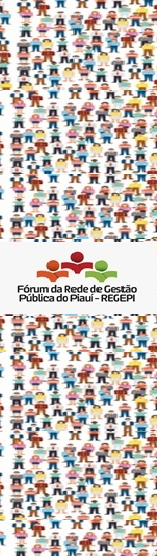 Fórum da Rede de Gestão
Pública do Piauí - REGEPI